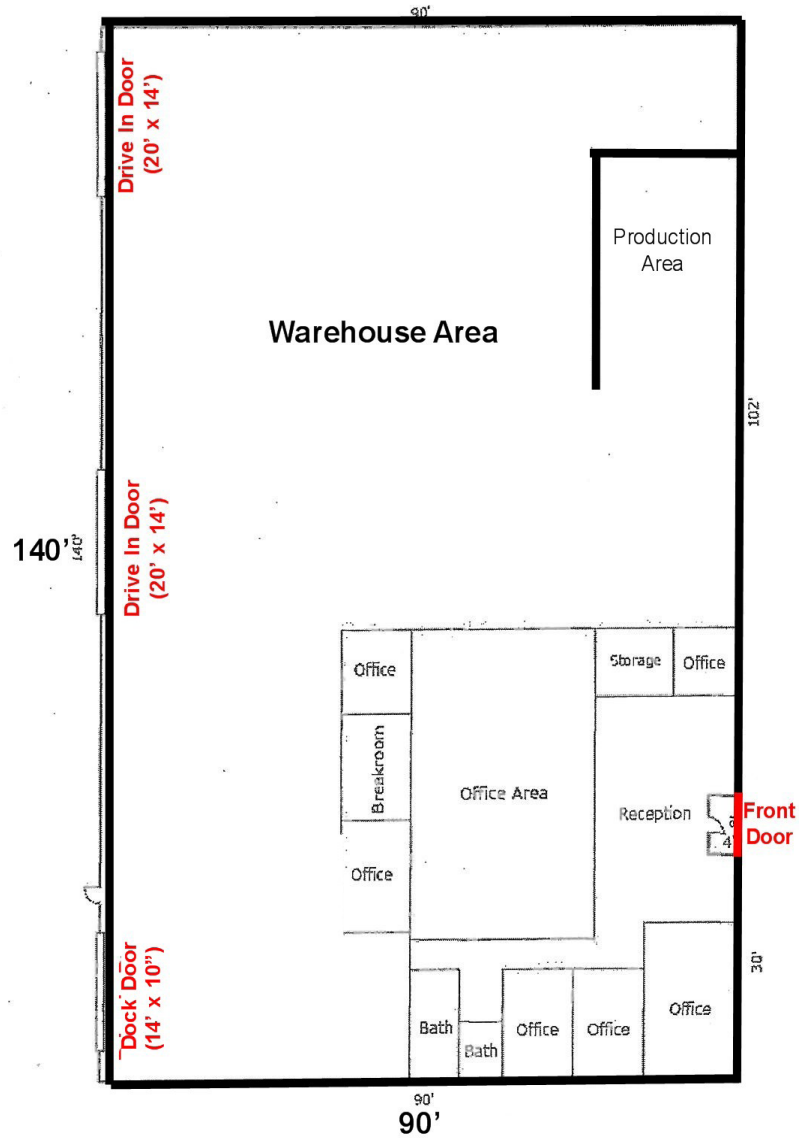 90'
Drive In Door
(20' x 14')
Production
Area
Warehouse Area
102'
Drive In Door
(20' x 14')
140'
140'
Office
Storage
Office
Breakroom
Office Area
Reception
Front
Door
8'
4'
Office
Dock Door
(14' x 10")
30'
Bath
Bath
Office
Office
Office
90'
90'